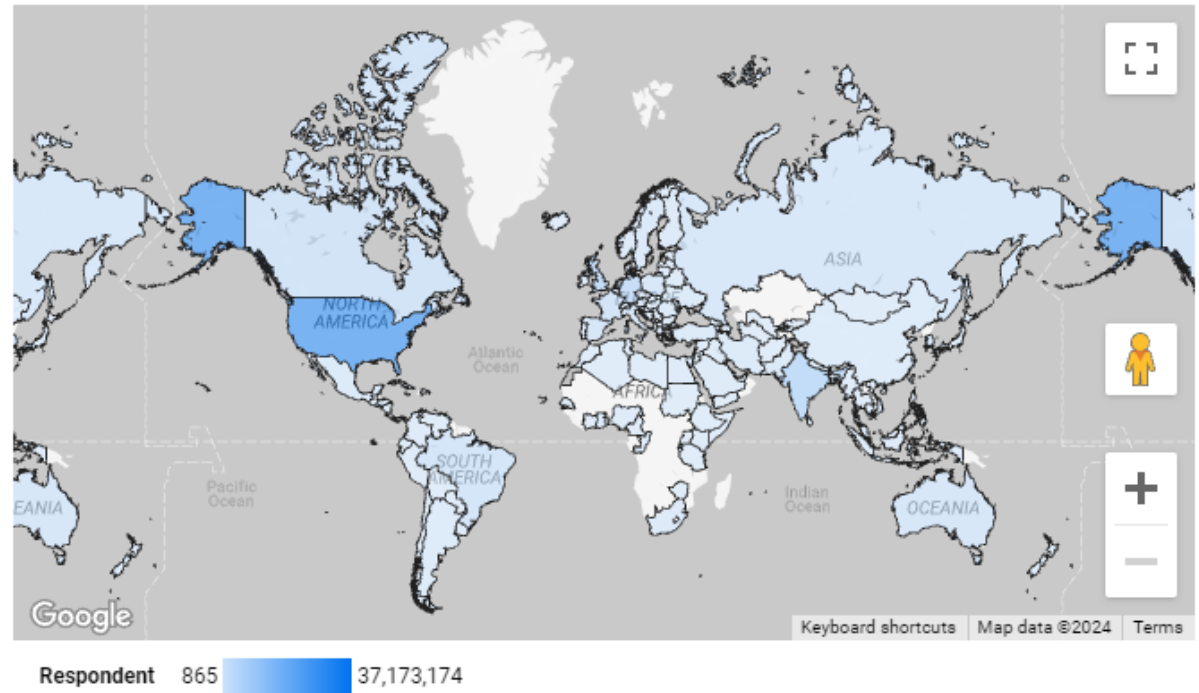 ASIA
NORTH
AMERICA
Atlantic
Ocean
AFRICA
SOUTH
AMERICA
Pacific
Ocean
Indian
Ocean
EANIA
OCEANIA
Google
Keyboard shortcuts
Map data ©2024
Terms
Respondent 865 37,173,174